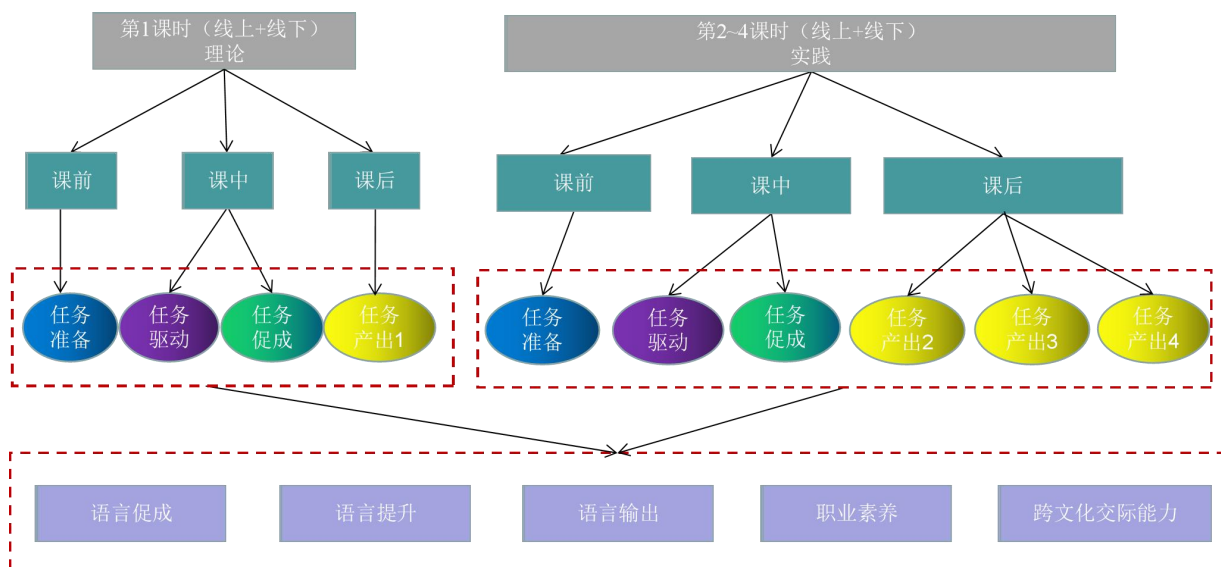 第1课时（线上+线下）
理论
第2~4课时（线上+线下）
实践
课前
课中
课后
课前
课中
课后
任务
准备
任务
驱动
任务
促成
任务
产出1
任务
准备
任务
驱动
任务
促成
任务
产出2
任务
产出3
任务
产出4
语言促成
语言提升
语言输出
职业素养
跨文化交际能力